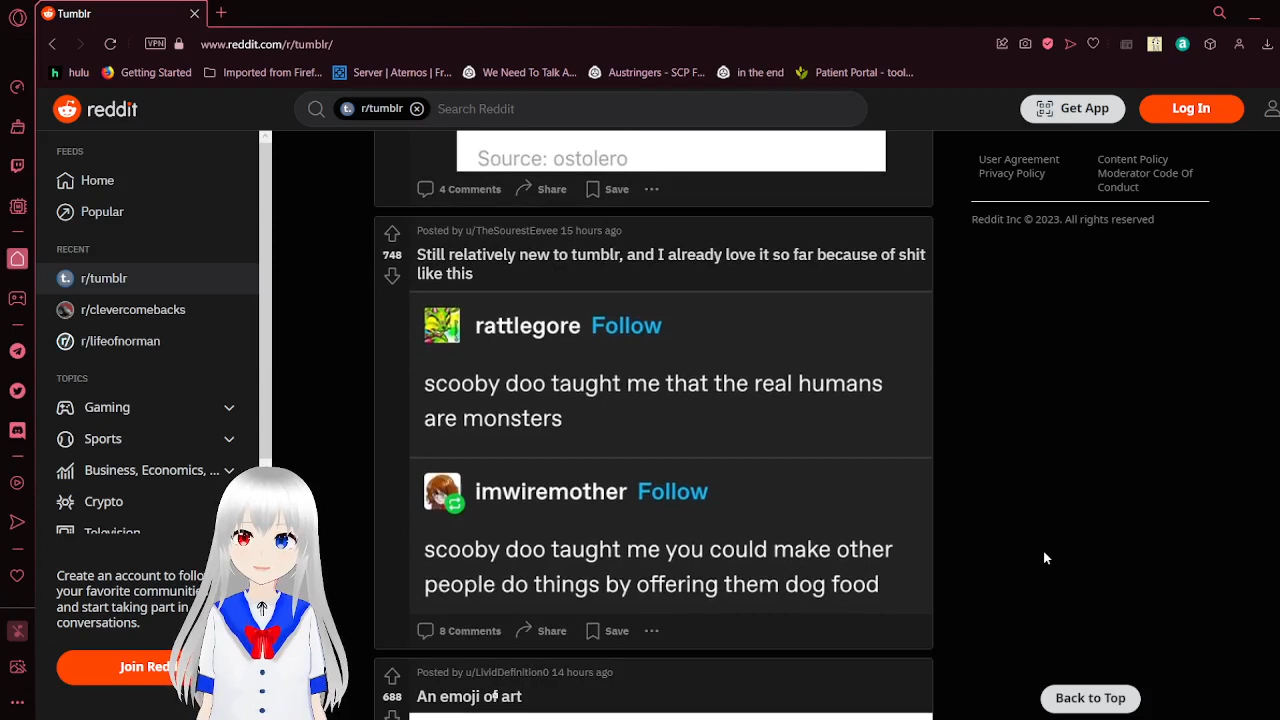 Tumblr
VPN
www.reddit.com/r/tumblr/
hulu
Getting Started
Imported from Firef...
Server | Aternos | Fr...
We Need To Talk A...
Austringers - SCP F...
in the end
Patient Portal - tool...
reddit
r/tumblr
Search Reddit
Get App
Log In
FEEDS
Home
Popular
RECENT
r/tumblr
r/clevercomebacks
r/lifeofnorman
TOPICS
Gaming
Sports
Business, Economics, ...
Crypto
Television
Create an account to follo
your favorite communitie
and start taking part in
conversations.
Join Redd
Source: ostolero
4 Comments
Share
Save
Posted by u/TheSourestEevee 15 hours ago
748
Still relatively new to tumblr, and I already love it so far because of shit
like this
rattlegore Follow
scooby doo taught me that the real humans
are monsters
imwiremother Follow
scooby doo taught me you could make other
people do things by offering them dog food
8 Comments
Share
Save
Posted by u/LividDefinition0 14 hours ago
688
An emoji of art
User Agreement
Privacy Policy
Content Policy
Moderator Code Of
Conduct
Reddit Inc © 2023. All rights reserved
Back to Top